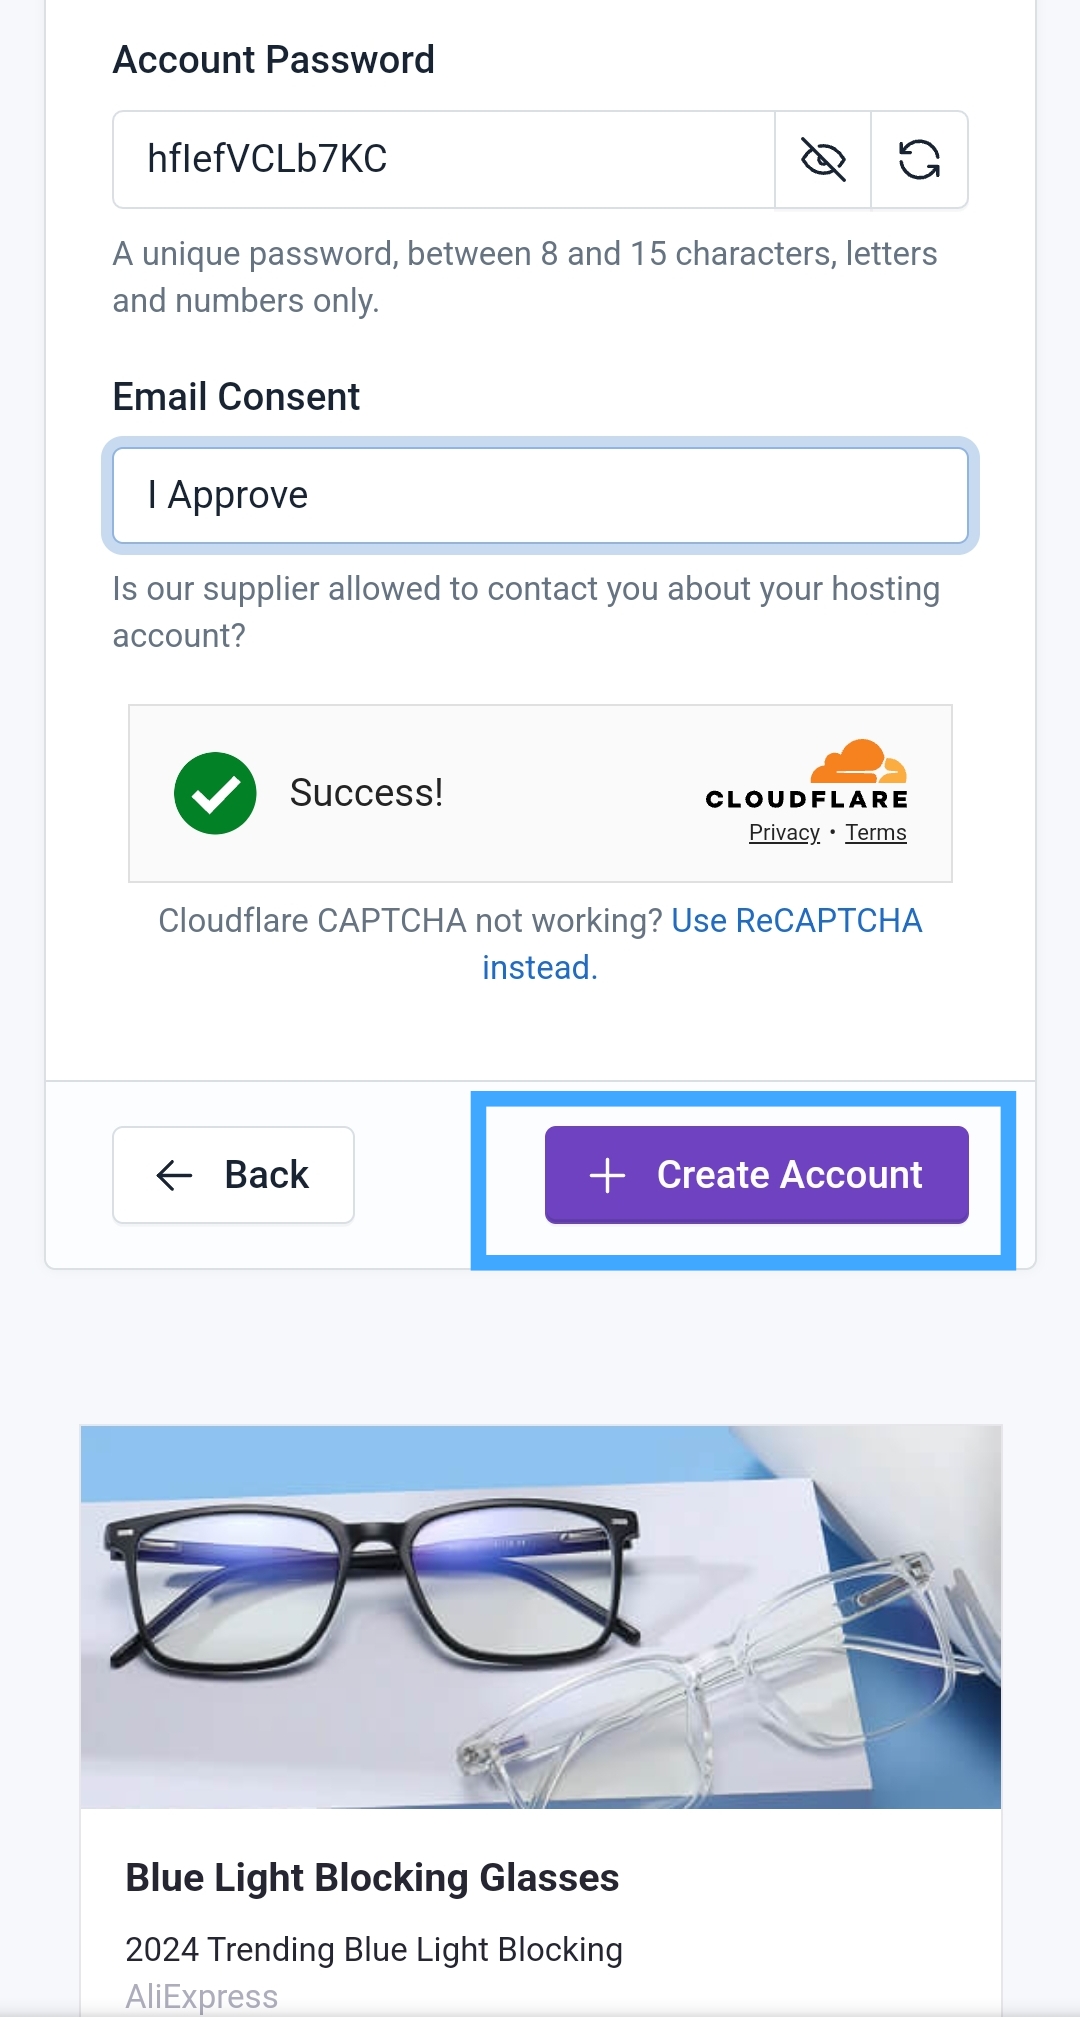 Account Password
hfIefVCLb7KC
A unique password, between 8 and 15 characters, letters
and numbers only.
Email Consent
I Approve
Is our supplier allowed to contact you about your hosting
account?
Success!
CLOUDFLARE
Privacy • Terms
Cloudflare CAPTCHA not working? Use ReCAPTCHA
instead.
Back
Create Account
Blue Light Blocking Glasses
2024 Trending Blue Light Blocking
AliExpress